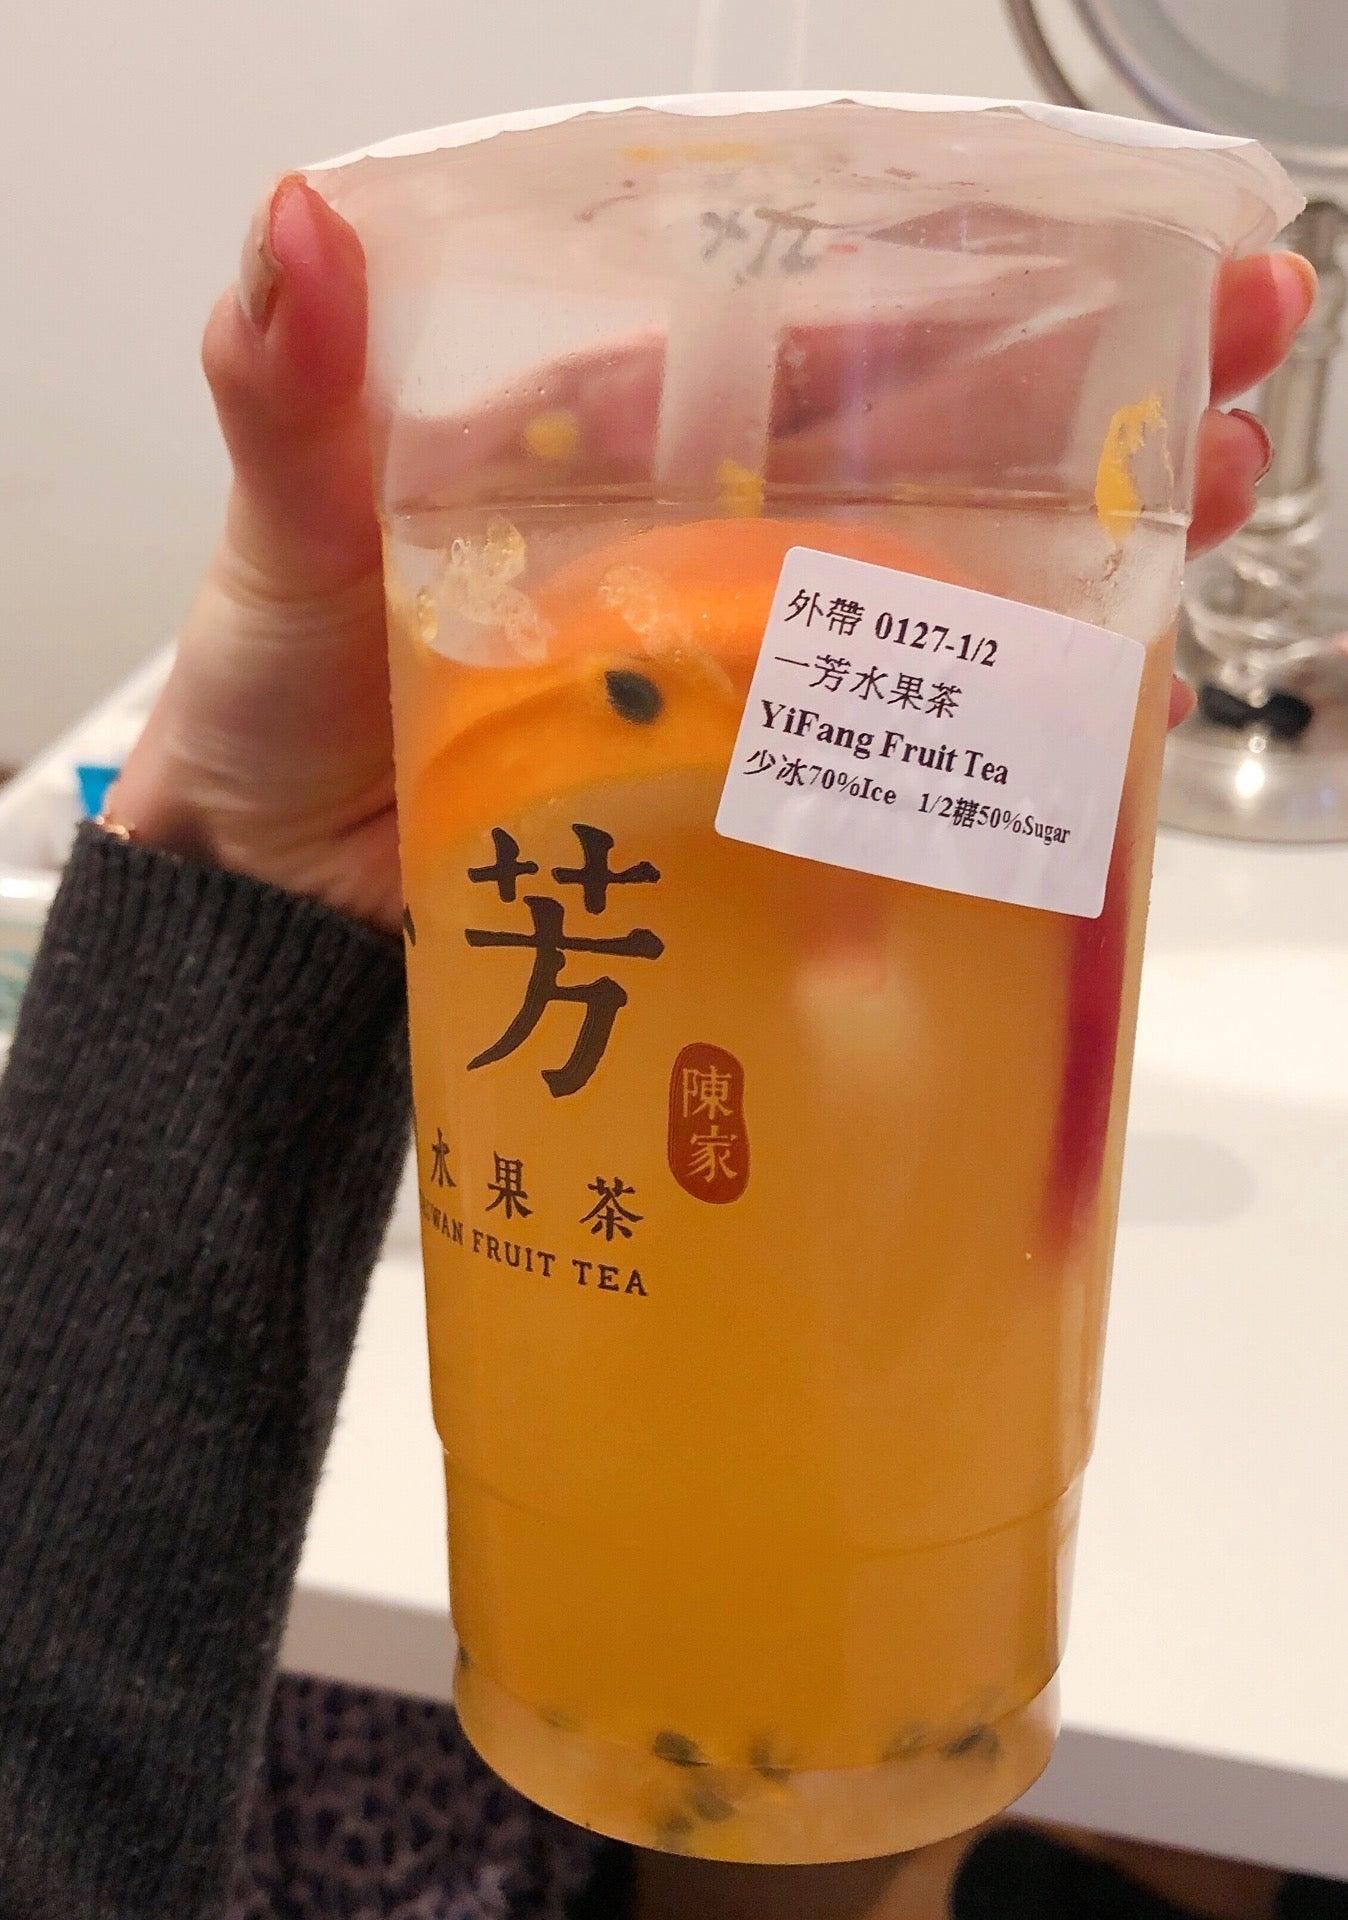 外帶 0127-1/2
一芳水果茶
YiFang Fruit Tea
少冰70%Ice 1/2糖50%Sugar
芳
陳家
水果茶
FRUIT TEA